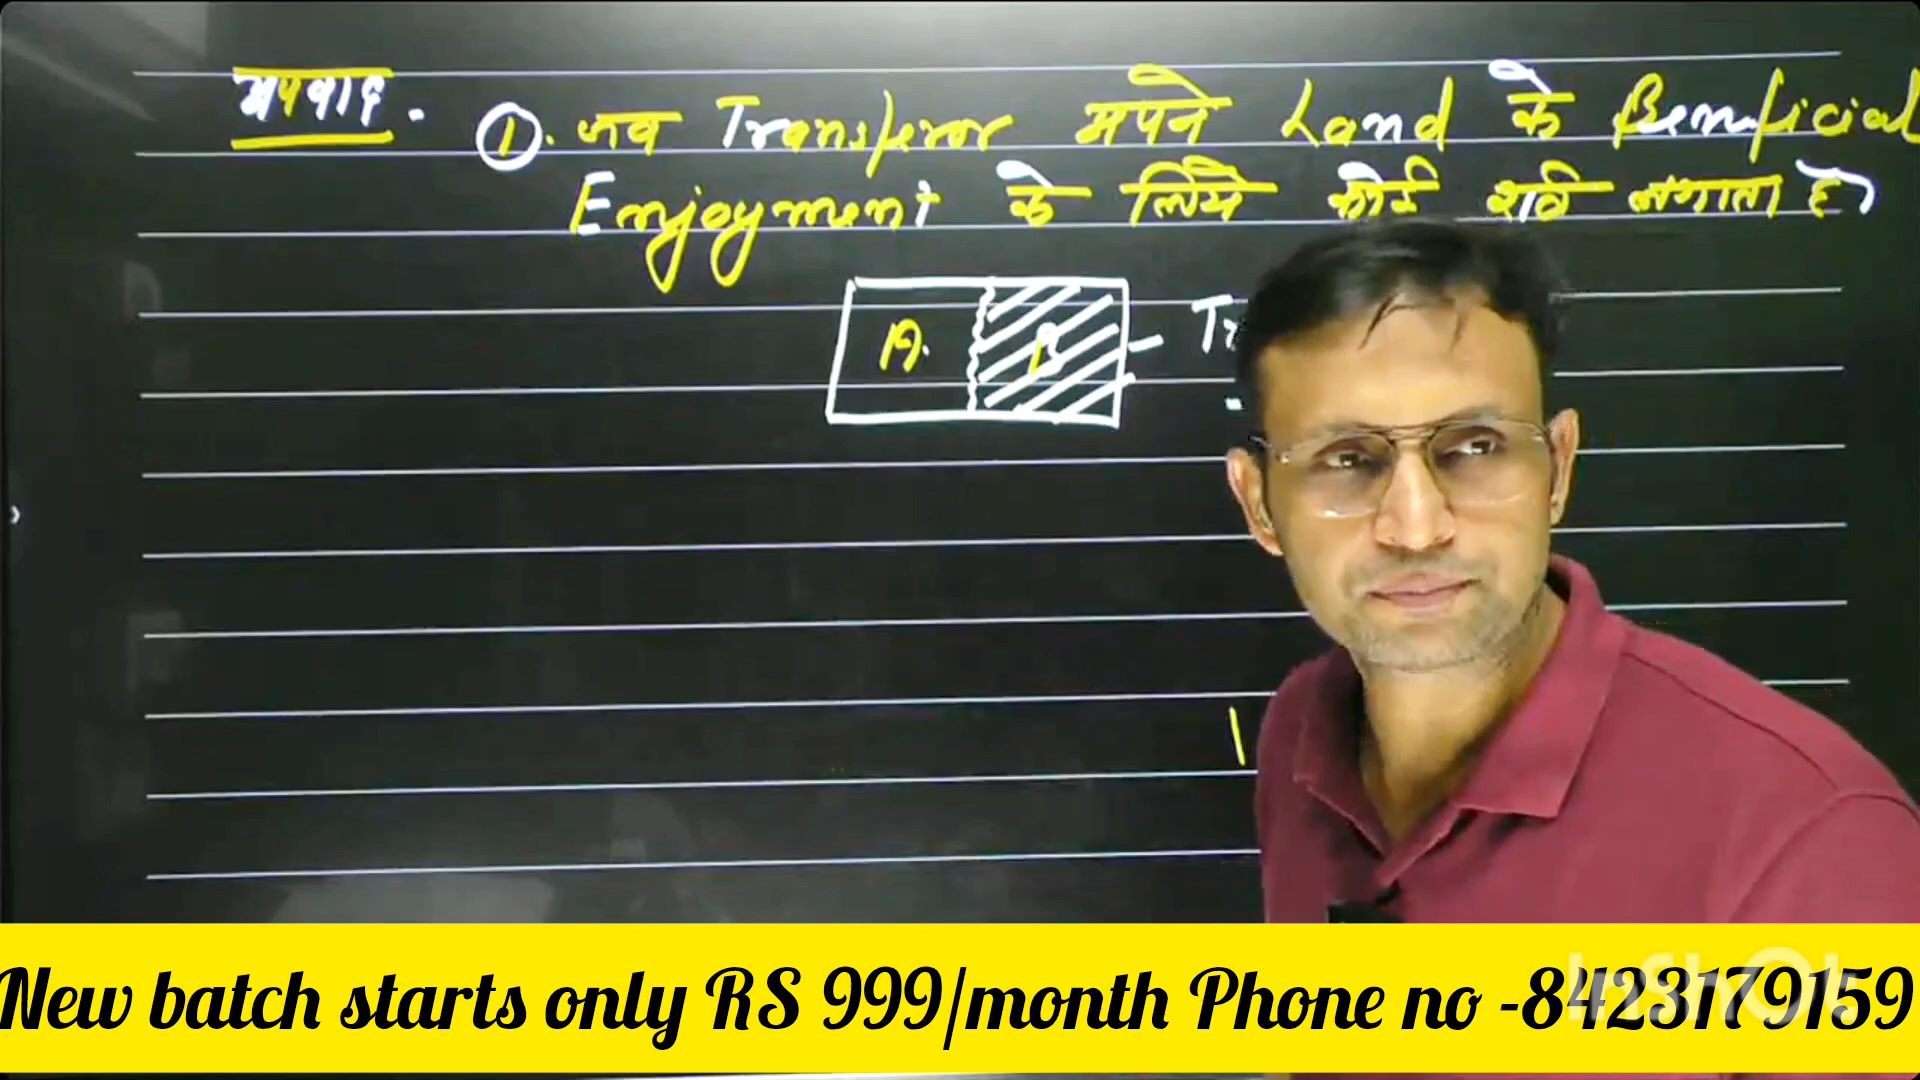 अपवाद. ①. जब Transferor अपने Land के Beneficial
Enjoyment के लिये कोई शर्त लगाता हो
A.
New batch starts only RS 999/month Phone no -8423179159
InShot